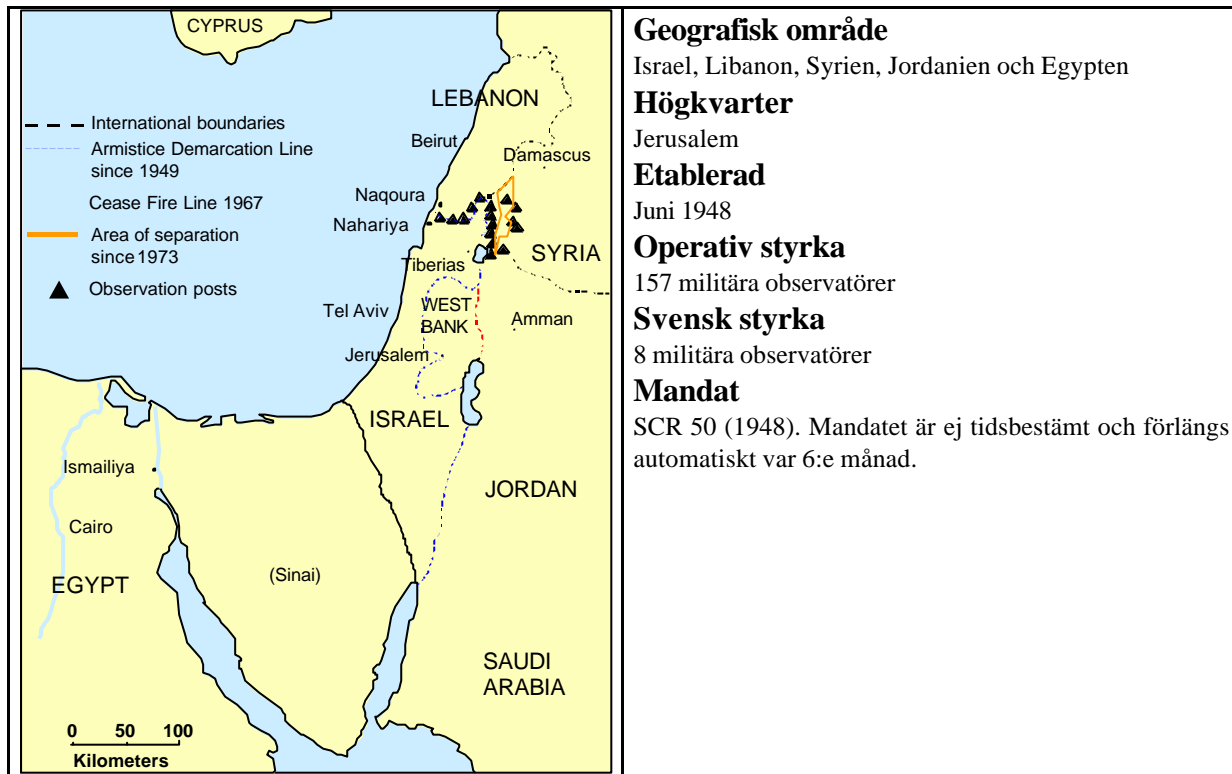 CYPRUS
LEBANON
International boundaries
Armistice Demarcation Line
since 1949
Cease Fire Line 1967
Area of separation
since 1973
Observation posts
Beirut
Damascus
Naqoura
Nahariya
SYRIA
Tiberias
Tel Aviv
WEST
BANK
Amman
Jerusalem
ISRAEL
Ismailiya
JORDAN
Cairo
(Sinai)
EGYPT
SAUDI
ARABIA
0 50 100
Kilometers
Geografisk område
Israel, Libanon, Syrien, Jordanien och Egypten
Högkvarter
Jerusalem
Etablerad
Juni 1948
Operativ styrka
157 militära observatörer
Svensk styrka
8 militära observatörer
Mandat
SCR 50 (1948). Mandatet är ej tidsbestämt och förlängs
automatiskt var 6:e månad.